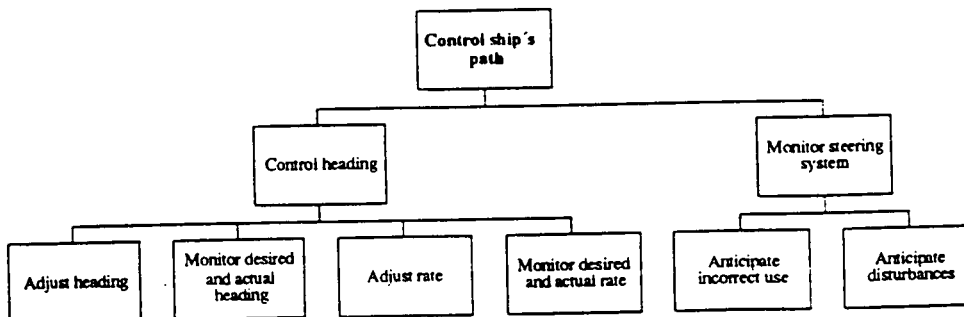 Control ship´s
path
Control heading
Monitor steering
system
Adjust heading
Monitor desired
and actual
heading
Adjust rate
Monitor desired
and actual rate
Anticipate
incorrect use
Anticipate
disturbances